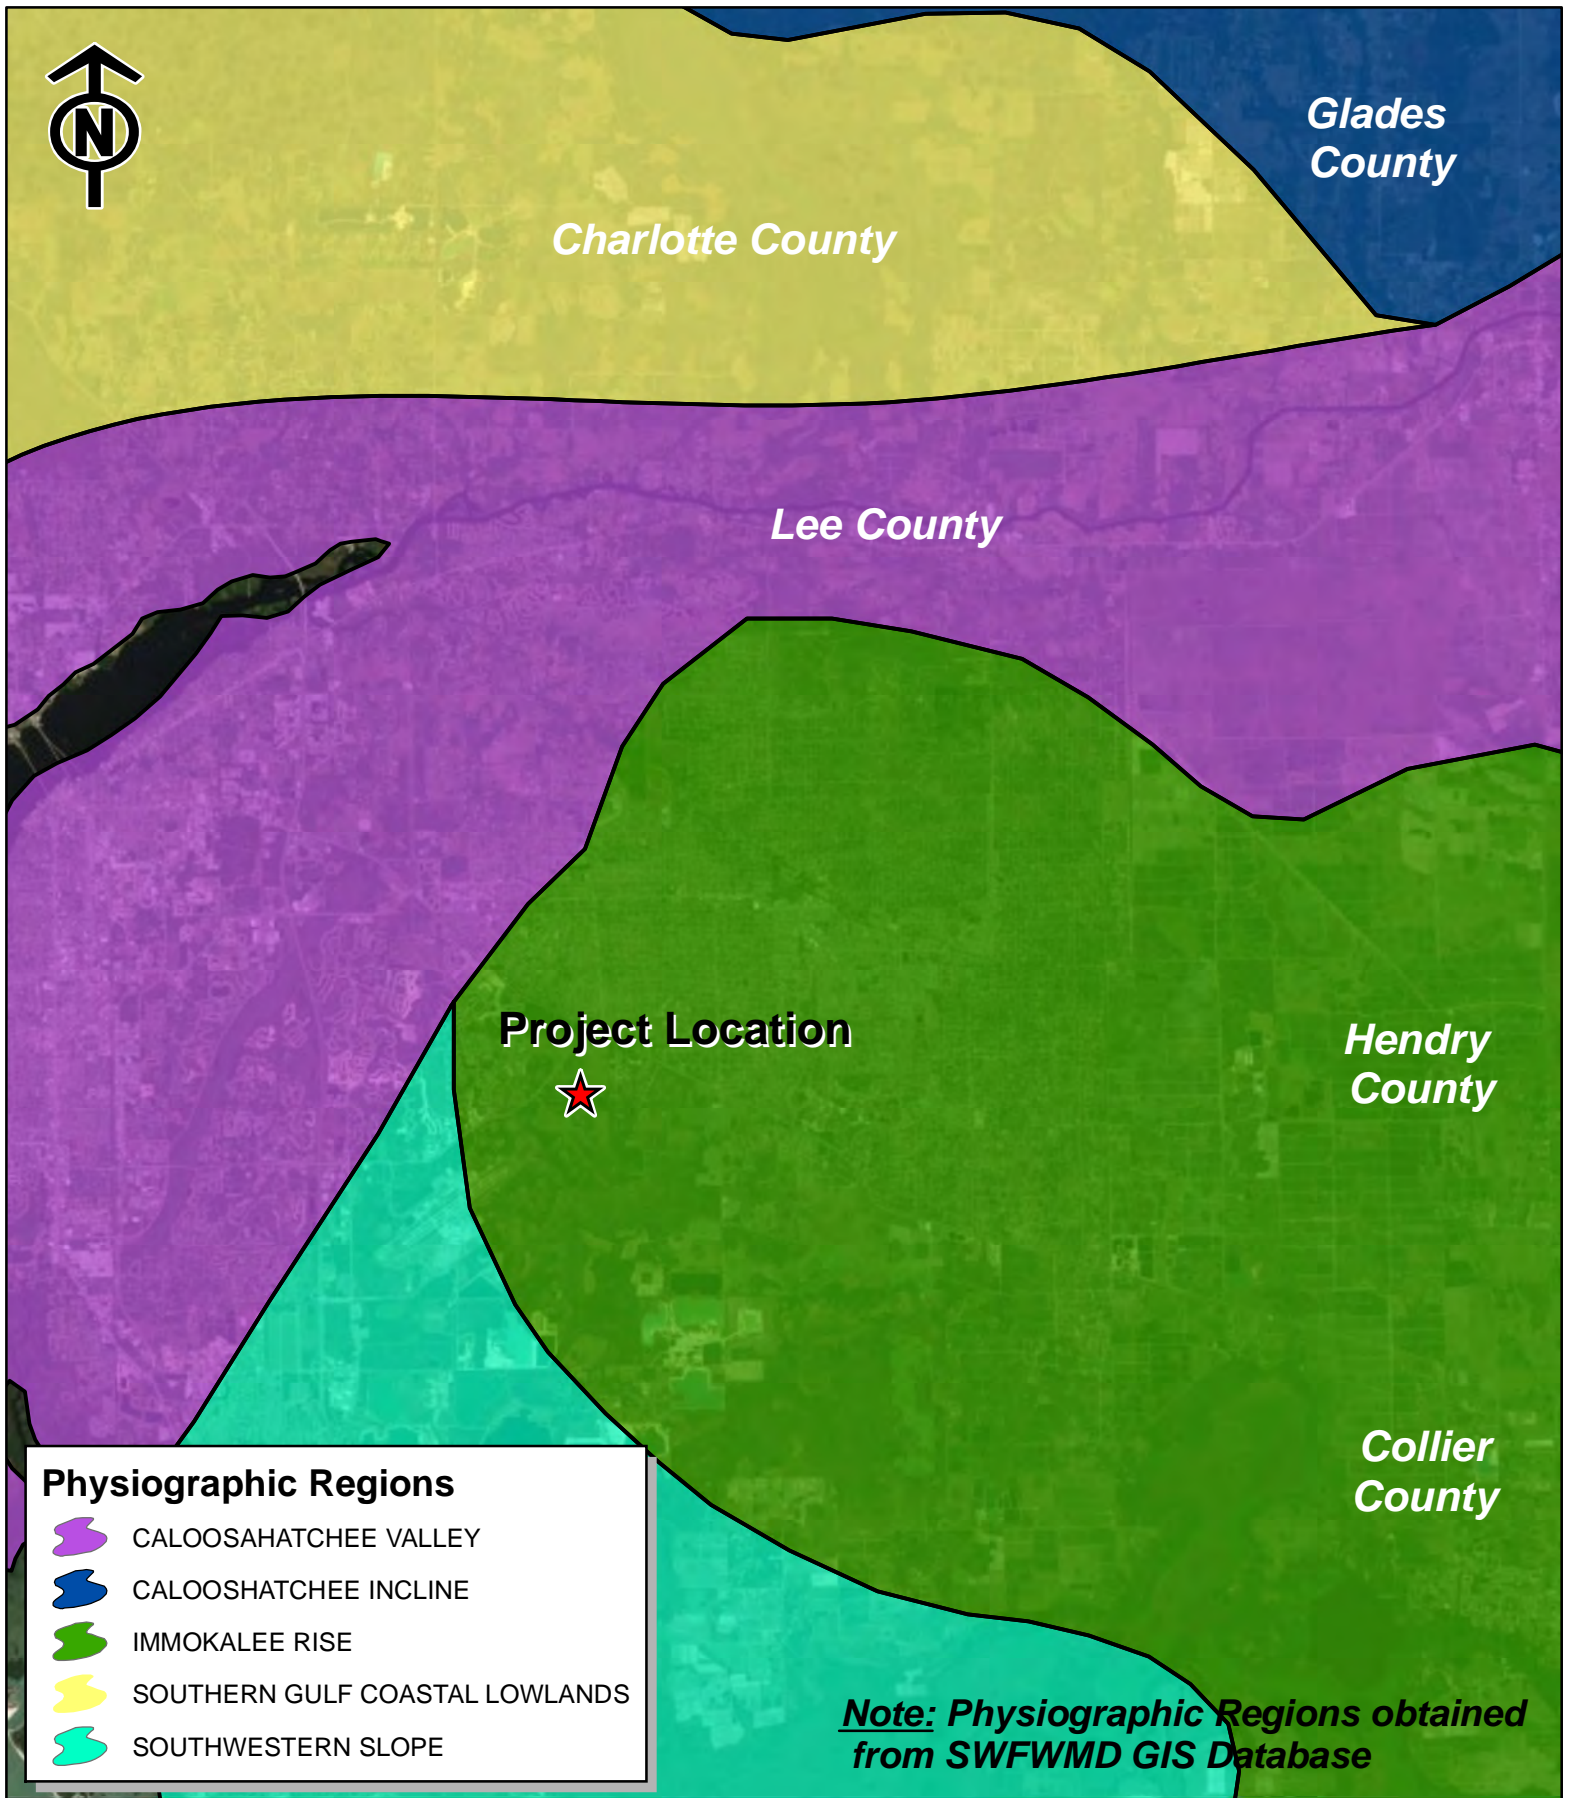 N
Glades
County
Charlotte County
Lee County
Project Location
Hendry
County
Collier
County
Physiographic Regions
CALOOSAHATCHEE VALLEY
CALOOSHATCHEE INCLINE
IMMOKALEE RISE
SOUTHERN GULF COASTAL LOWLANDS
SOUTHWESTERN SLOPE
Note: Physiographic Regions obtained
from SWFWMD GIS Database